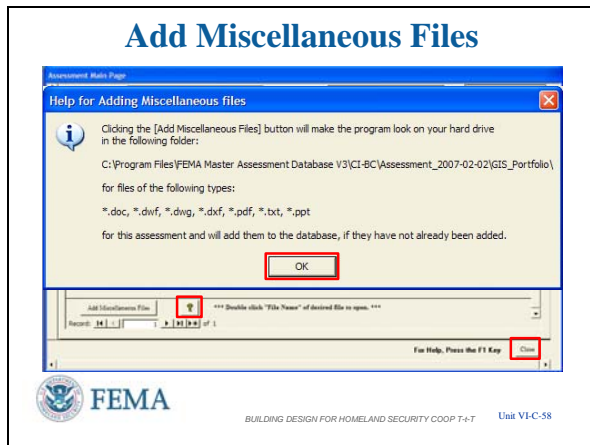 Add Miscellaneous Files
Assessment Main Page
Help for Adding Miscellaneous files
Clicking the [Add Miscellaneous Files] button will make the program look on your hard drive
in the following folder:
C:\Program Files\FEMA Master Assessment Database V3\CI-BC\Assessment_2007-02-02\GIS_Portfolio\
for files of the following types:
*.doc, *.dwf, *.dwg, *.dxf, *.pdf, *.txt, *.ppt
for this assessment and will add them to the database, if they have not already been added.
OK
Add Miscellaneous Files ? *** Double click "File Name" of desired file to open. ***
Record: 1 of 1
For Help, Press the F1 Key Close
FEMA
BUILDING DESIGN FOR HOMELAND SECURITY COOP T-t-T Unit VI-C-58